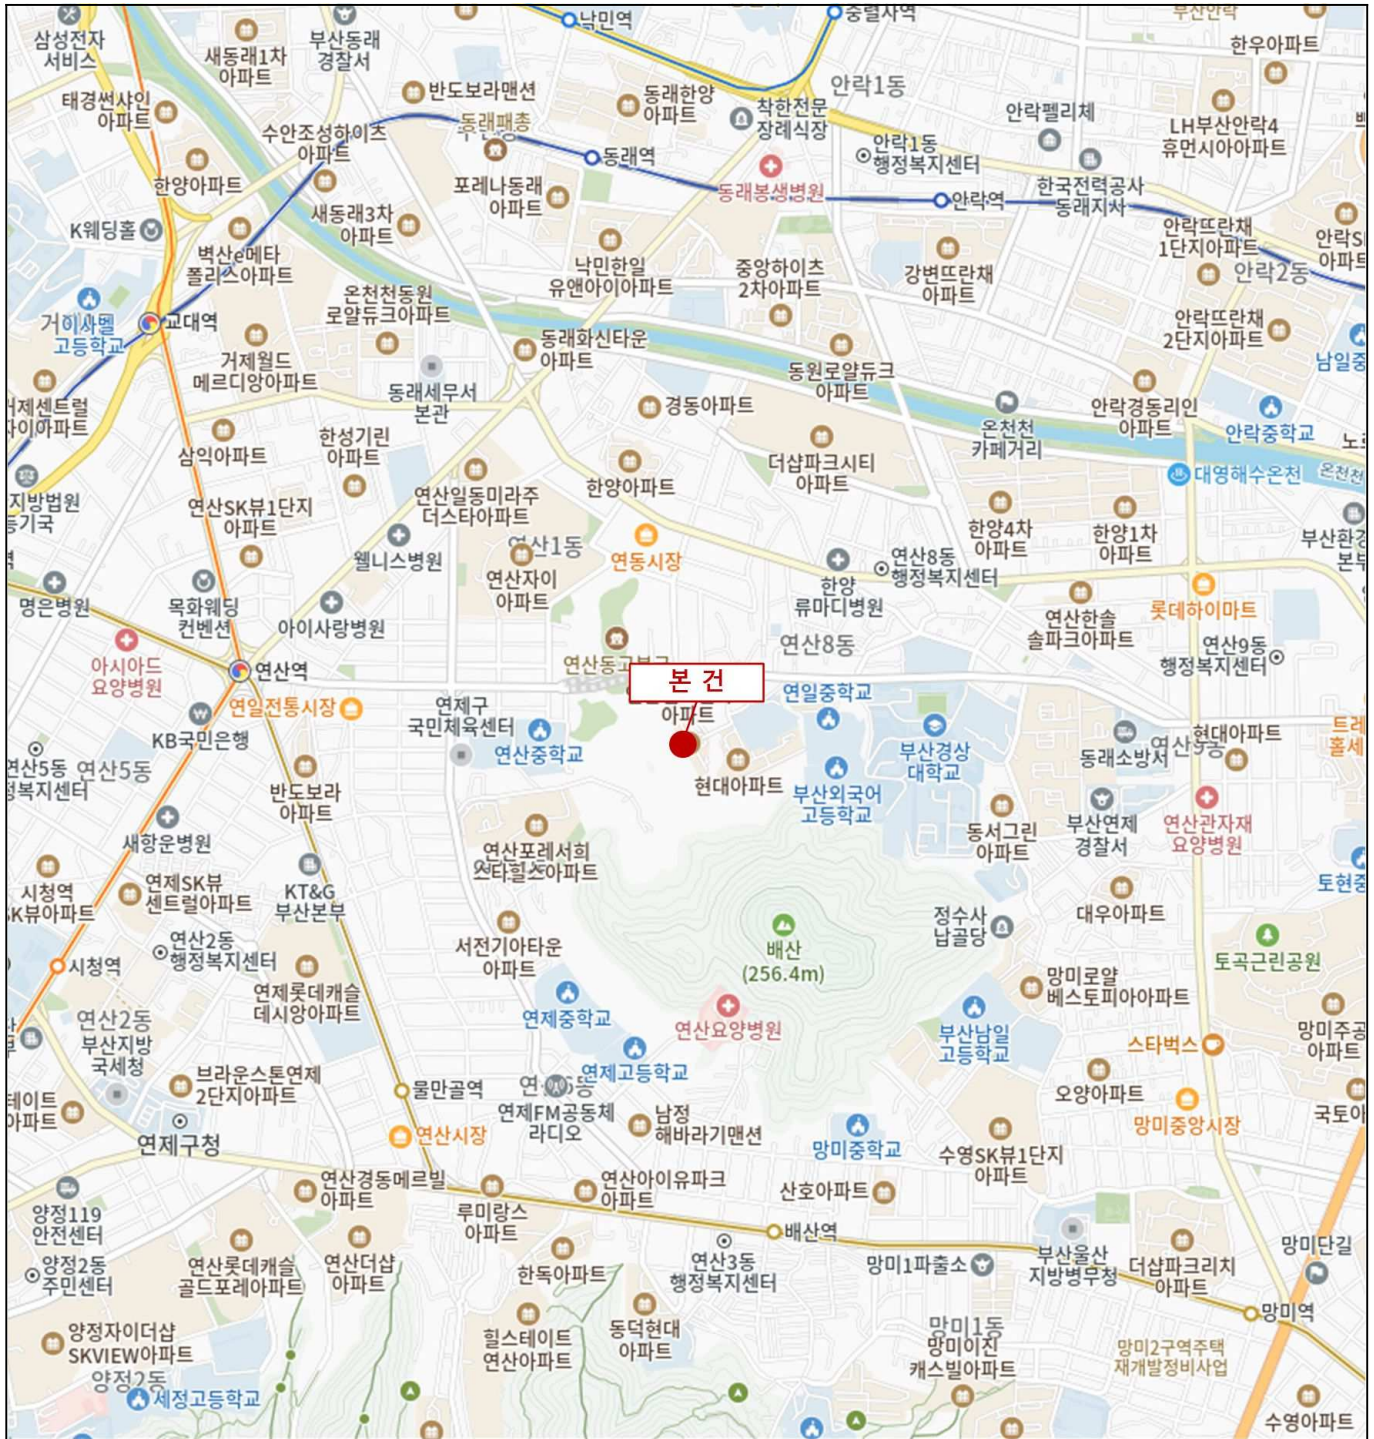 낙민역
충렬사역
부산안락
삼성전자
서비스
새동래1차
아파트
부산동래
경찰서
한우아파트
태경썬샤인
아파트
반도보라맨션
동래한양
아파트
안락1동
착한전문
장례식장
안락펠리체
LH부산안락4
휴먼시아아파트
수안조성하이츠
아파트
동래패총
동래역
안락1동
행정복지센터
한양아파트
포레나동래
아파트
동래봉생병원
안락역
한국전력공사
동래지사
K웨딩홀
새동래3차
아파트
벽산e메타
폴리스아파트
낙민한일
유앤아이아파트
중앙하이츠
2차아파트
강변뜨란채
아파트
안락뜨란채
1단지아파트
안락2동
이사벨
고등학교
교대역
온천천동원
로얄듀크아파트
거제월드
메르디앙아파트
동래화신타운
아파트
안락뜨란채
2단지아파트
동래세무서
본관
동원로얄듀크
아파트
경동아파트
온천천
카페거리
안락경동리인
아파트
안락중학교
삼익아파트
한성기린
아파트
더샵파크시티
아파트
대영해수온천
온천천
지방법원
등기국
연산SK뷰1단지
아파트
연산일동미라주
더스타아파트
한양아파트
한양4차
아파트
한양1차
아파트
웰니스병원
연산1동
연산자이
아파트
연동시장
한양
류마디병원
연산8동
행정복지센터
명은병원
목화웨딩
컨벤션
아이사랑병원
연산한솔
솔파크아파트
롯데하이마트
아시아드
요양병원
연산역
연산8동
연산9동
행정복지센터
본 건
아파트
연일전통시장
KB국민은행
연제구
국민체육센터
연산중학교
연일중학교
부산경상
대학교
동래소방서
현대아파트
연산5동
반도보라
아파트
현대아파트
부산외국어
고등학교
새항운병원
연산포레서희
스타힐스아파트
동서그린
아파트
부산연제
경찰서
연산관자재
요양병원
시청역
SK뷰아파트
연제SK뷰
센트럴아파트
KT&G
부산본부
대우아파트
연산2동
행정복지센터
시청역
서전기아타운
아파트
배산
(256.4m)
정수사
납골당
토곡근린공원
연제롯데캐슬
데시앙아파트
망미로얄
베스토피아아파트
연산2동
부산지방
국세청
연제중학교
연산요양병원
부산남일
고등학교
망미주공
아파트
스타벅스
브라운스톤연제
2단지아파트
물만골역
연제고등학교
연제FM공동체
라디오
남정
해바라기맨션
오양아파트
망미중앙시장
연제구청
연산시장
망미중학교
수영SK뷰1단지
아파트
양정119
안전센터
연산경동메르빌
아파트
루미랑스
아파트
연산아이유파크
아파트
산호아파트
배산역
양정2동
주민센터
연산롯데캐슬
골드포레아파트
연산더샵
아파트
한독아파트
연산3동
행정복지센터
망미1파출소
부산울산
지방병무청
더샵파크리치
아파트
망미단길
망미역
양정자이더샵
SKVIEW아파트
힐스테이트
연산아파트
동덕현대
아파트
망미1동
망미이진
캐스빌아파트
망미2구역주택
재개발정비사업
양정2동
세정고등학교
수영아파트